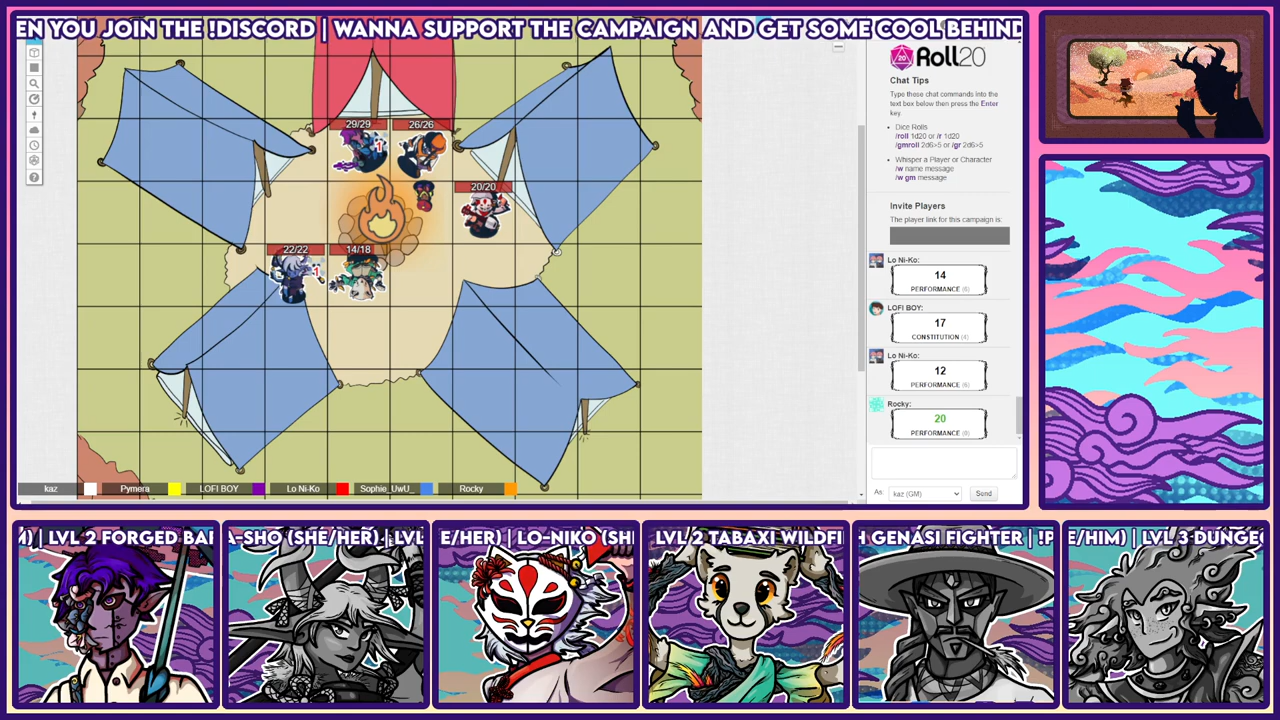 EN YOU JOIN THE !DISCORD | WANNA SUPPORT THE CAMPAIGN AND GET SOME COOL BEHIND
Roll20
Chat Tips
Type these chat commands into the
text box below then press the Enter
key.
Dice Rolls
/roll 1d20 or /r 1d20
/gmroll 2d6>5 or /gr 2d6>5
Whisper a Player or Character
/w name message
/w gm message
Invite Players
The player link for this campaign is:
Lo Ni-Ko:
14
PERFORMANCE (6)
LOFI BOY:
17
CONSTITUTION (4)
Lo Ni-Ko:
12
PERFORMANCE (6)
Rocky:
20
PERFORMANCE (0)
As:
kaz (GM)
Send
29/29
26/26
20/20
22/22
14/18
1
1
kaz
Pymera
LOFI BOY
Lo Ni-Ko
Sophie_UwU_
Rocky
M) | LVL 2 FORGED BAR
A-SHO (SHE/HER) | LVL
E/HER) | LO-NIKO (SH
LVL 2 TABAXI WILDFI
H GENASI FIGHTER | !P
E/HIM) | LVL 3 DUNGEO